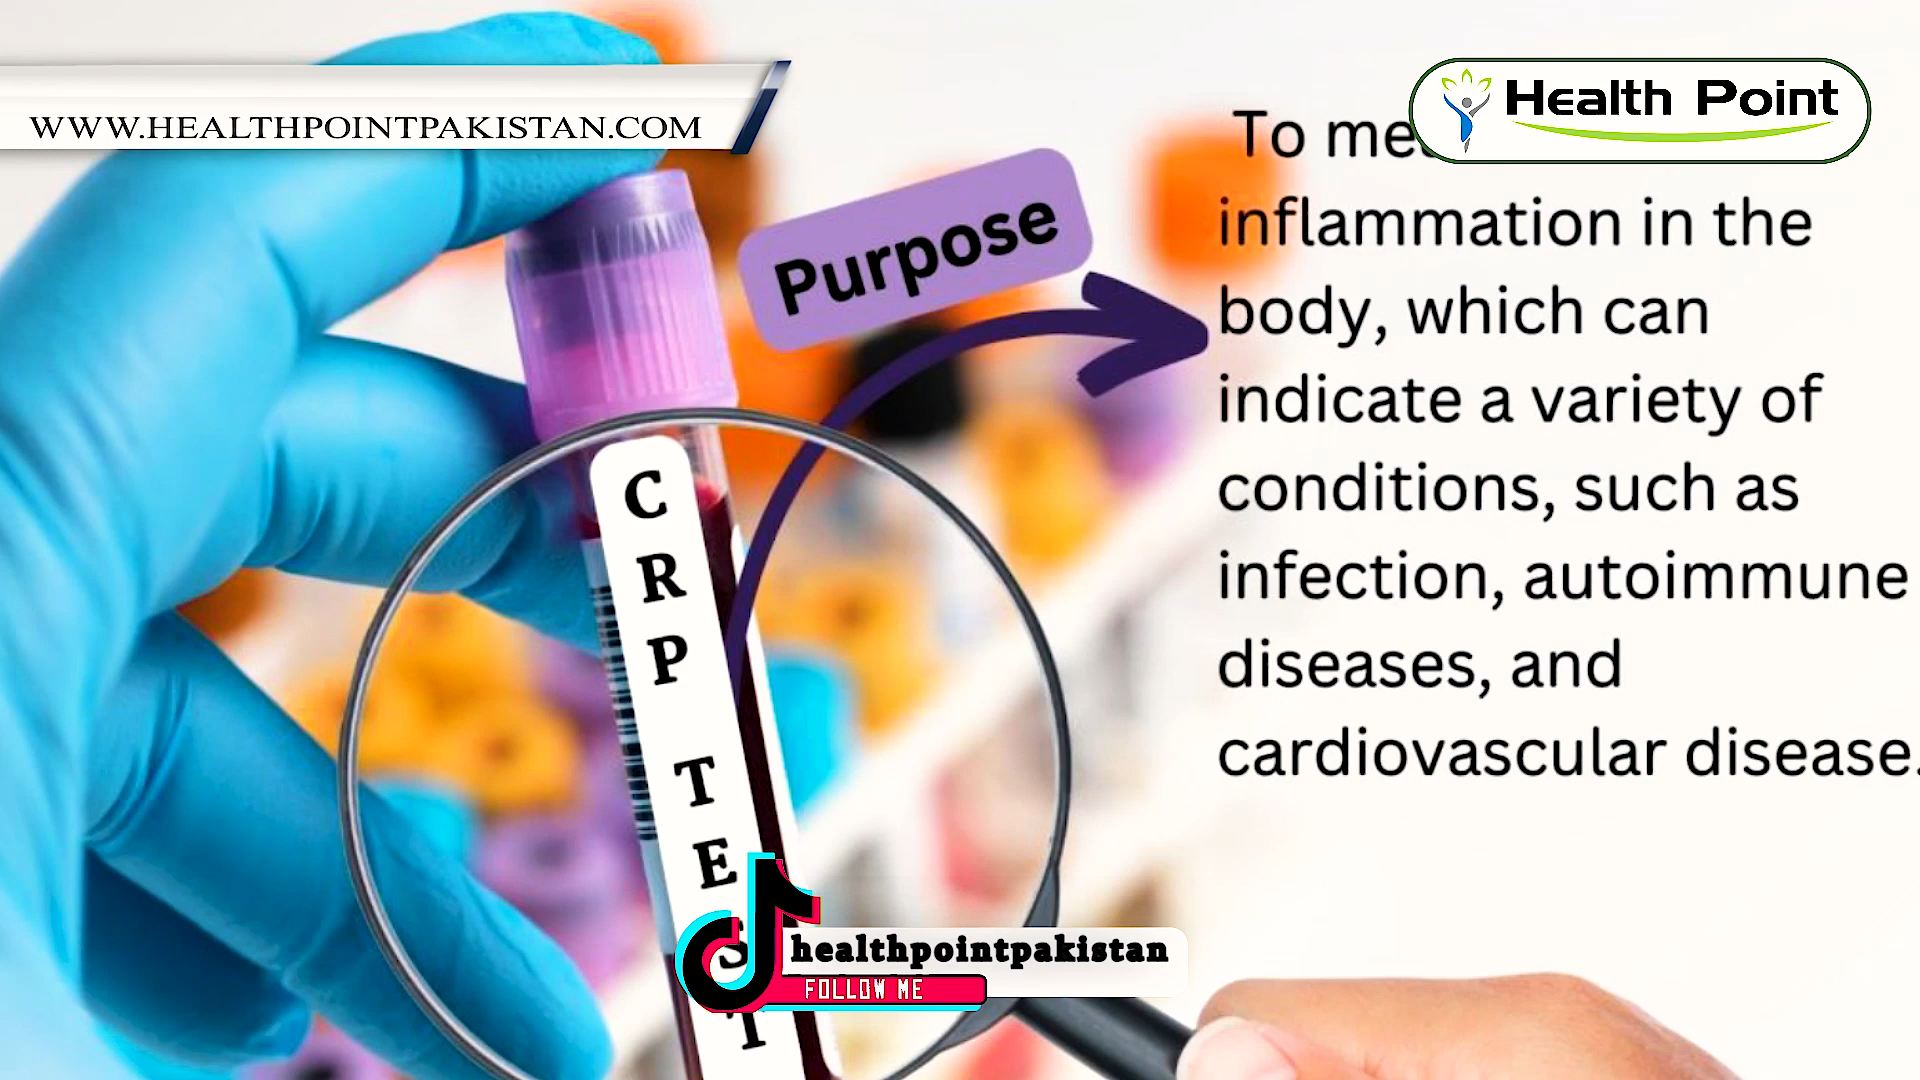 WWW.HEALTHPOINTPAKISTAN.COM
Health Point
Purpose
To
inflammation in the
body, which can
indicate a variety of
conditions, such as
infection, autoimmune
diseases, and
cardiovascular disease.
C
R
P
T
E
S
T
healthpointpakistan
FOLLOW ME